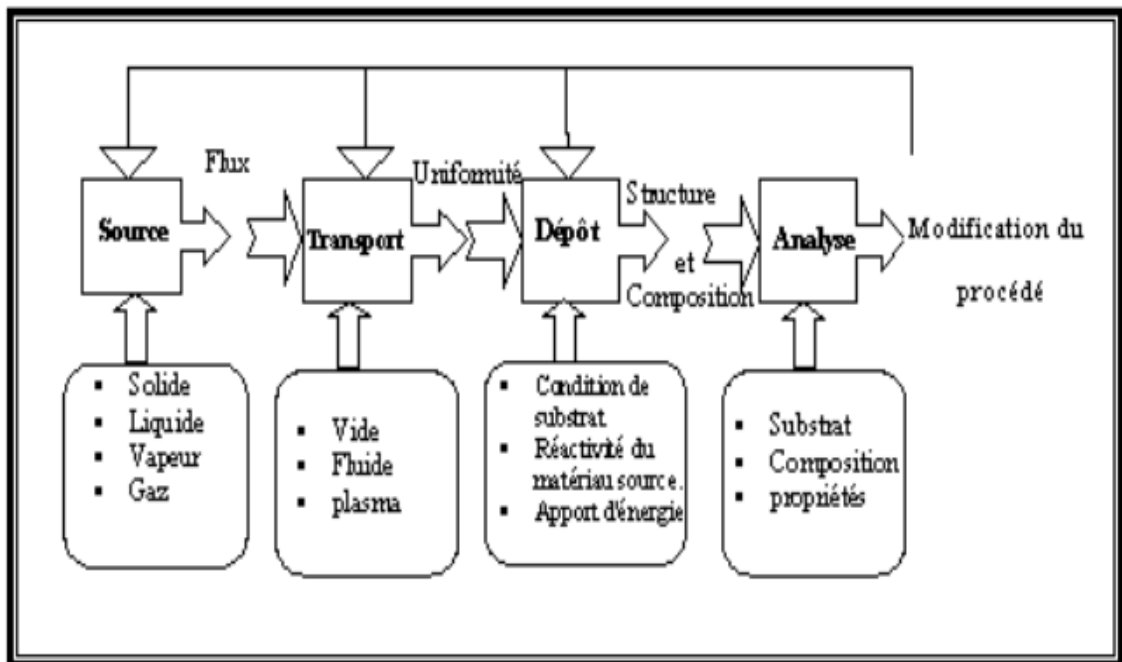 Flux
Uniformité
Source
Transport
Dépôt
Structure
et
Composition
Analyse
Modification du
procédé
▪ Solide
▪ Liquide
▪ Vapeur
▪ Gaz
▪ Vide
▪ Fluide
▪ plasma
▪ Condition de
substrat.
▪ Réactivité du
matériau source.
▪ Apport d'énergie
▪ Substrat
▪ Composition
▪ propriétés